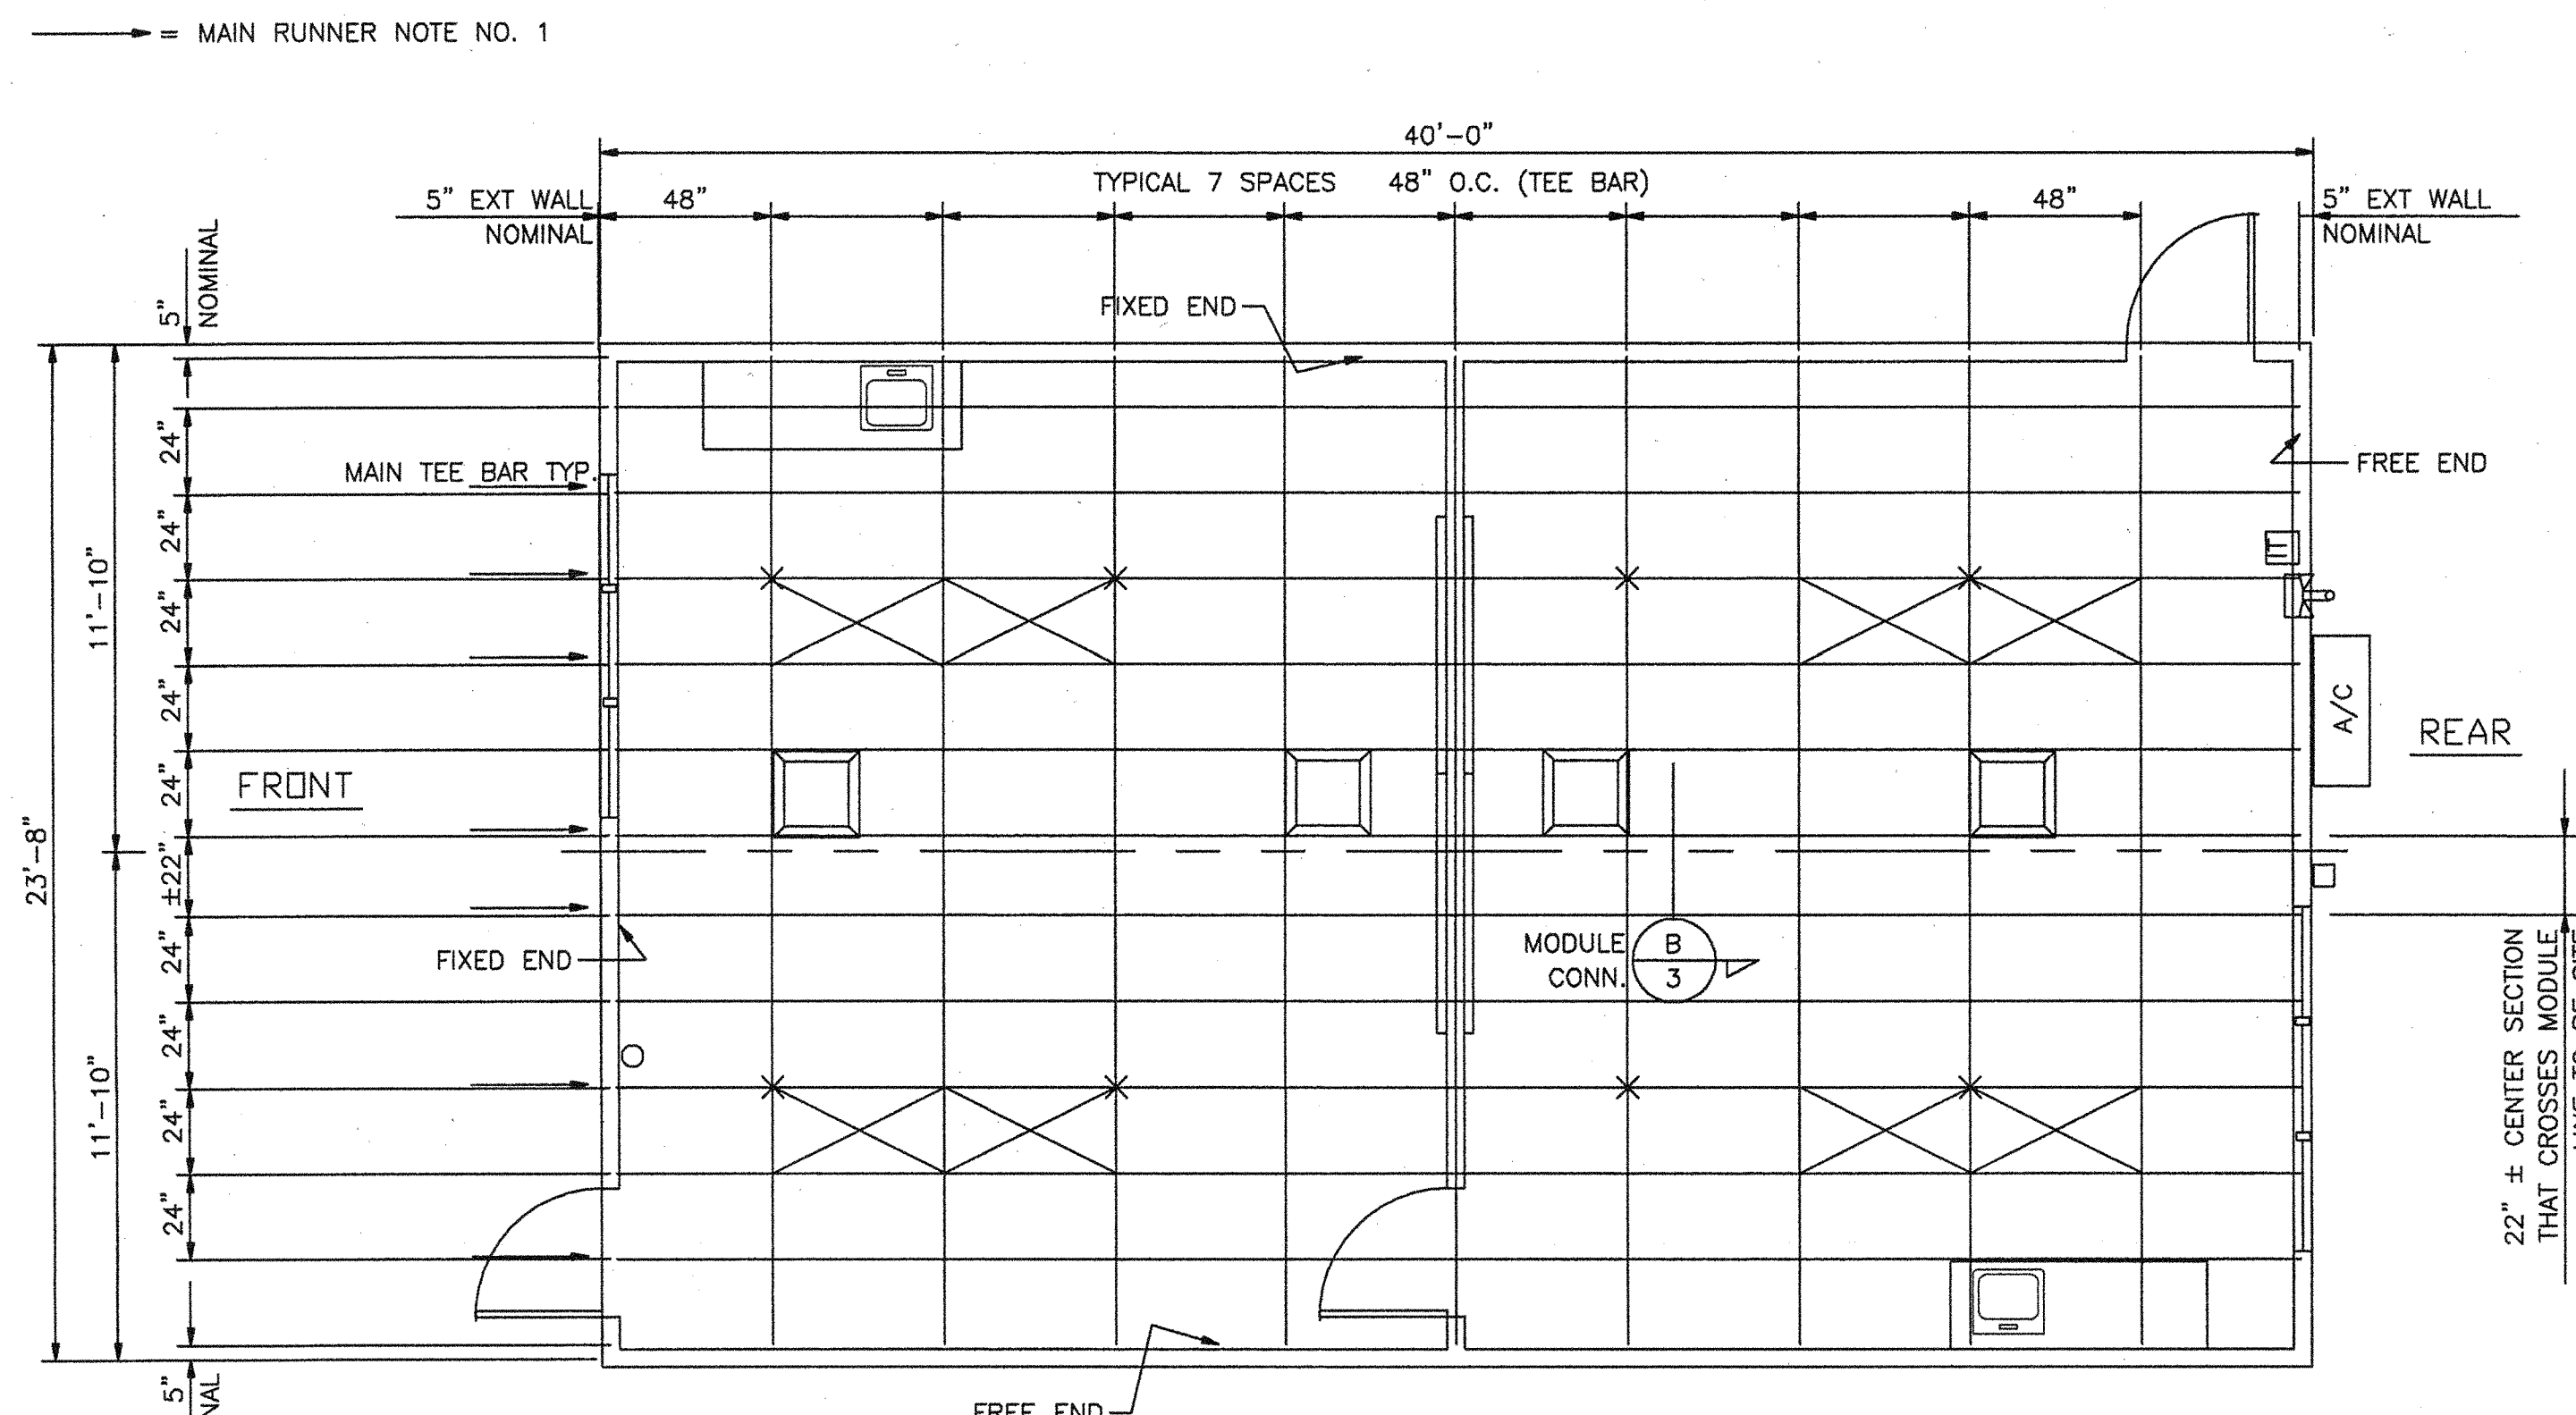 = MAIN RUNNER NOTE NO. 1
40'-0"
TYPICAL 7 SPACES 48" O.C. (TEE BAR)
5" EXT WALL
NOMINAL
48"
48"
5" EXT WALL
NOMINAL
5"
NOMINAL
FIXED END
24"
MAIN TEE BAR TYP.
FREE END
24"
11'-10"
24"
24"
A/C
REAR
24"
FRONT
23'-8"
±22"
24"
FIXED END
MODULE
CONN.
B
3
22" ± CENTER SECTION
THAT CROSSES MODULE
24"
11'-10"
24"
24"
5"
FREE END